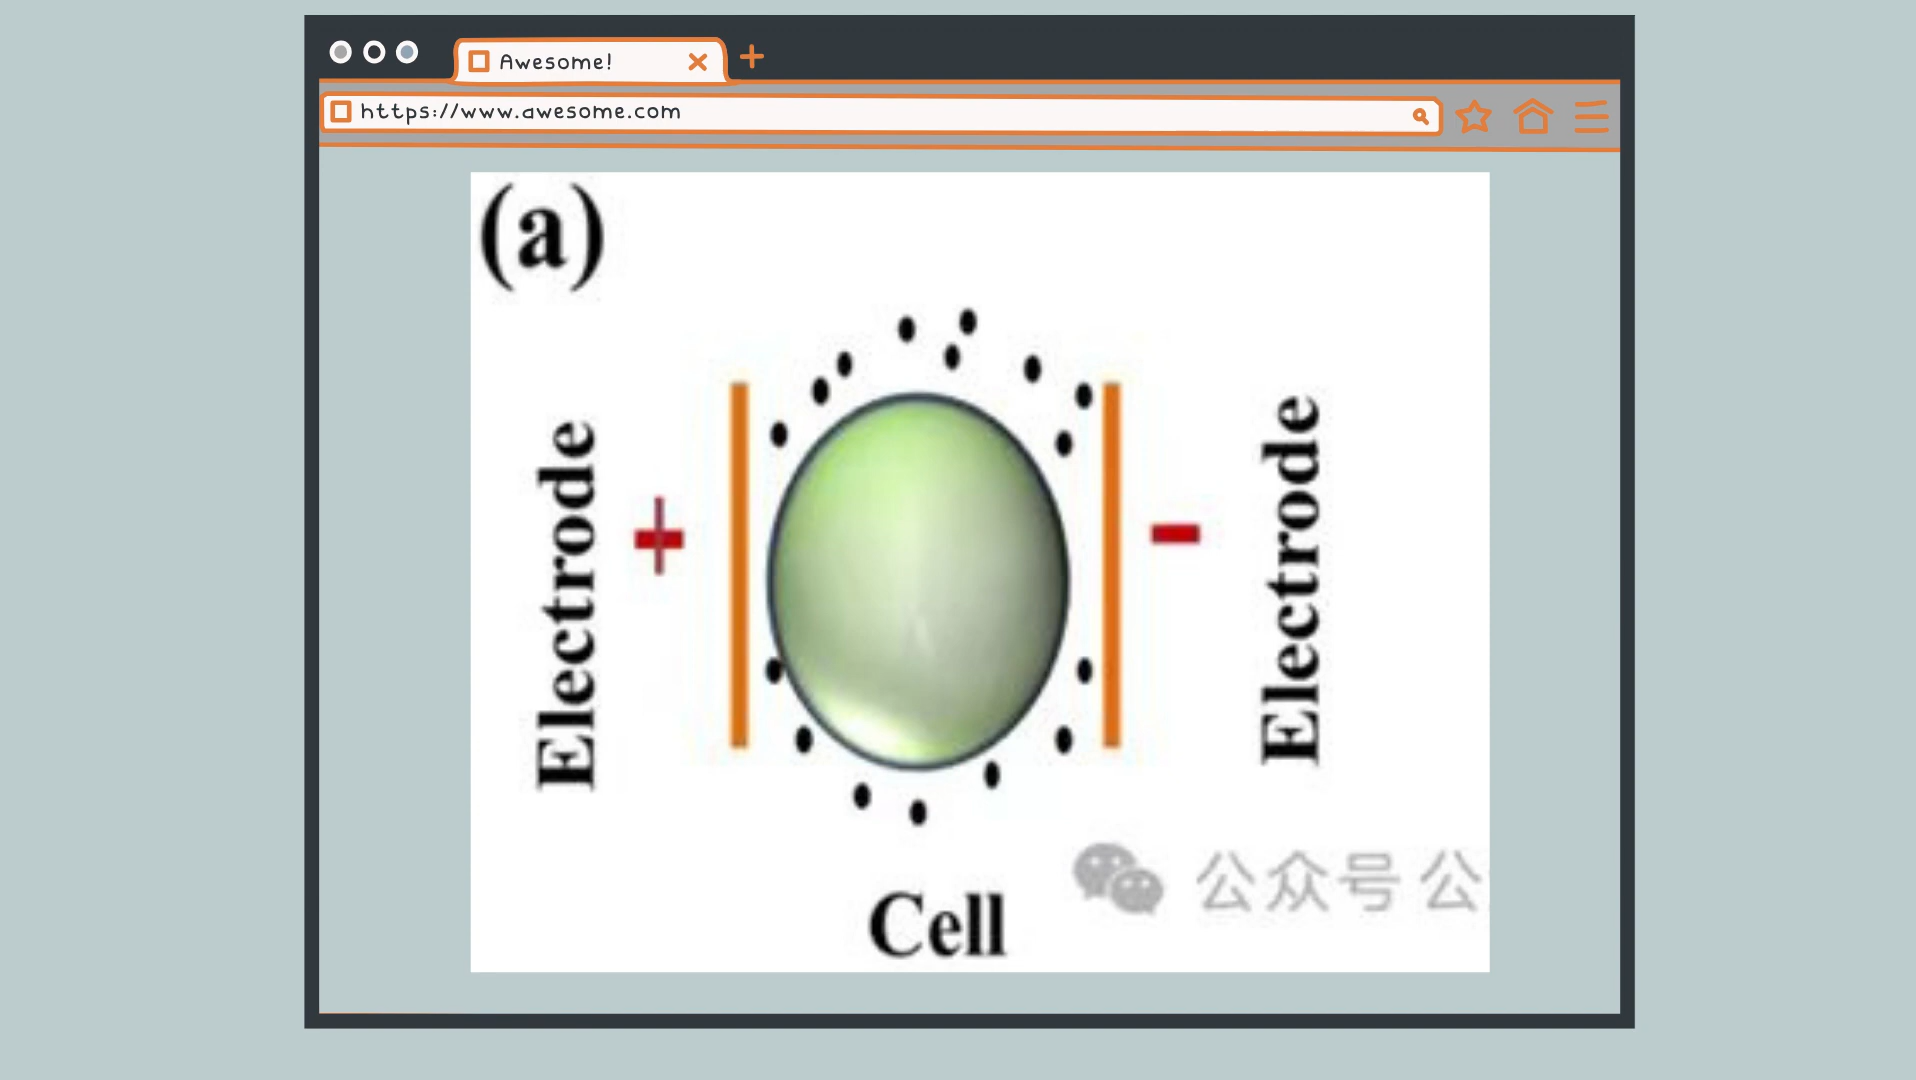 Awesome!
https://www.awesome.com
(a)
Electrode
+
-
Electrode
公众号 公
Cell